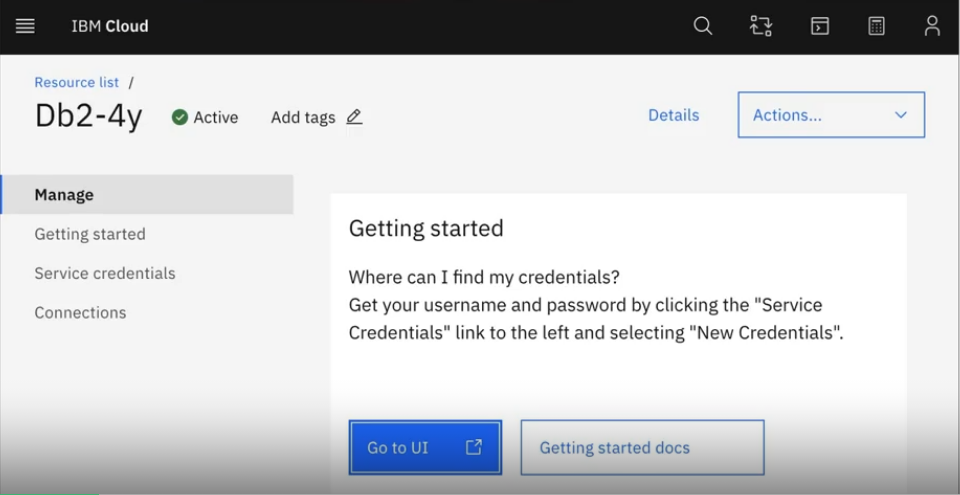 IBM Cloud
Resource list /
Db2-4y
Active
Add tags
Details
Actions...
Manage
Getting started
Service credentials
Connections
Getting started
Where can I find my credentials?
Get your username and password by clicking the "Service
Credentials" link to the left and selecting "New Credentials".
Go to UI
Getting started docs